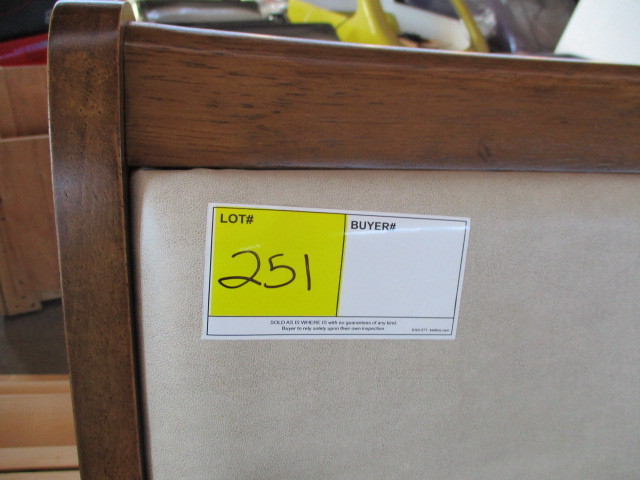 LOT#
BUYER#
251
SOLD AS IS WHERE IS with no guarantees of any kind.
Buyer to rely solely upon their own inspection